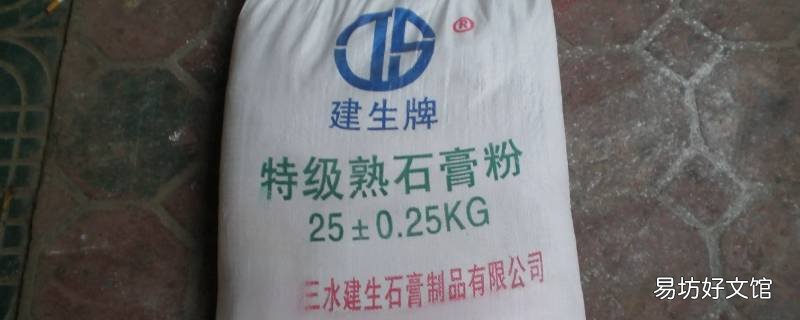 ®
建生牌
特级熟石膏粉
25±0.25KG
三水建生石膏制品有限公司
易坊好文馆